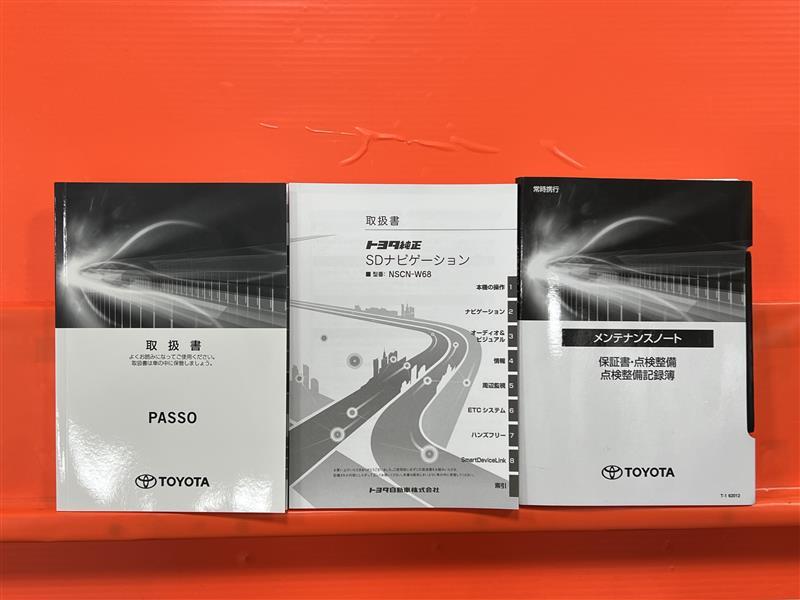 取扱書
よくお読みになってご使用ください。
取扱書は車の中に保管しましょう。
PASSO
TOYOTA
取扱書
トヨタ純正
SDナビゲーション
■ 型番: NSCN-W68
本機の操作 1
ナビゲーション 2
オーディオ&
ビジュアル 3
情報 4
周辺監視 5
ETC システム 6
ハンズフリー 7
SmartDeviceLink 8
索引
トヨタ自動車株式会社
常時携行
メンテナンスノート
保証書・点検整備
点検整備記録簿
TOYOTA
T-1 62012